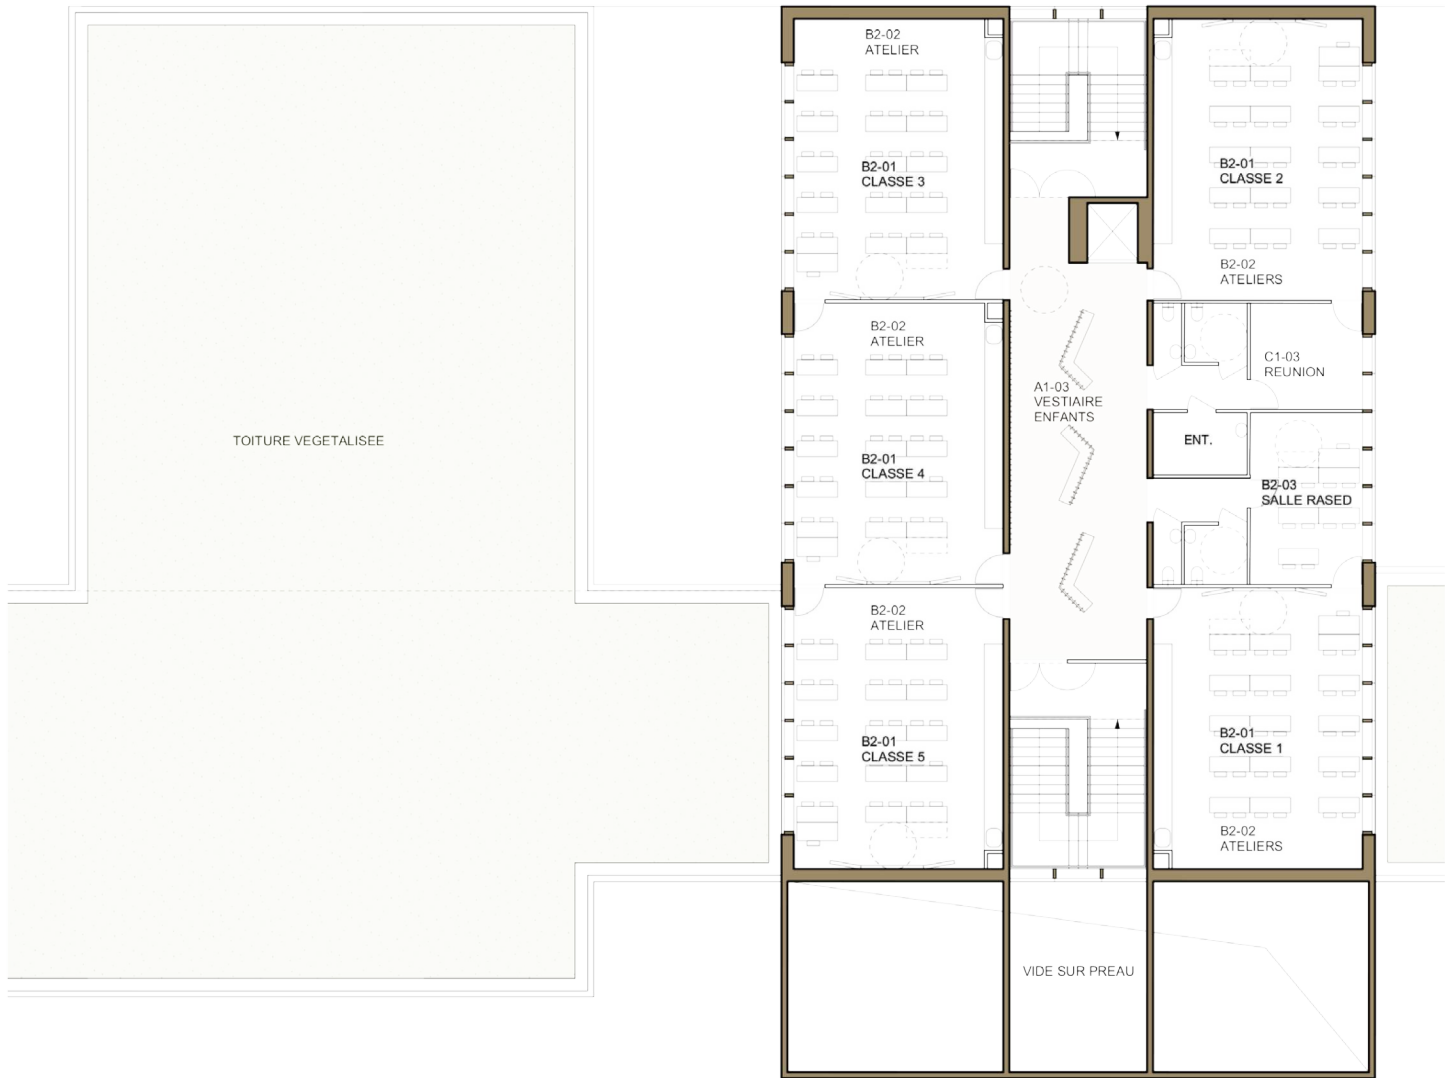 B2-02
ATELIER
B2-01
CLASSE 3
B2-01
CLASSE 2
B2-02
ATELIERS
B2-02
ATELIER
C1-03
REUNION
A1-03
VESTIAIRE
ENFANTS
TOITURE VEGETALISEE
ENT.
B2-01
CLASSE 4
B2-03
SALLE RASED
B2-02
ATELIER
B2-01
CLASSE 5
B2-01
CLASSE 1
B2-02
ATELIERS
VIDE SUR PREAU